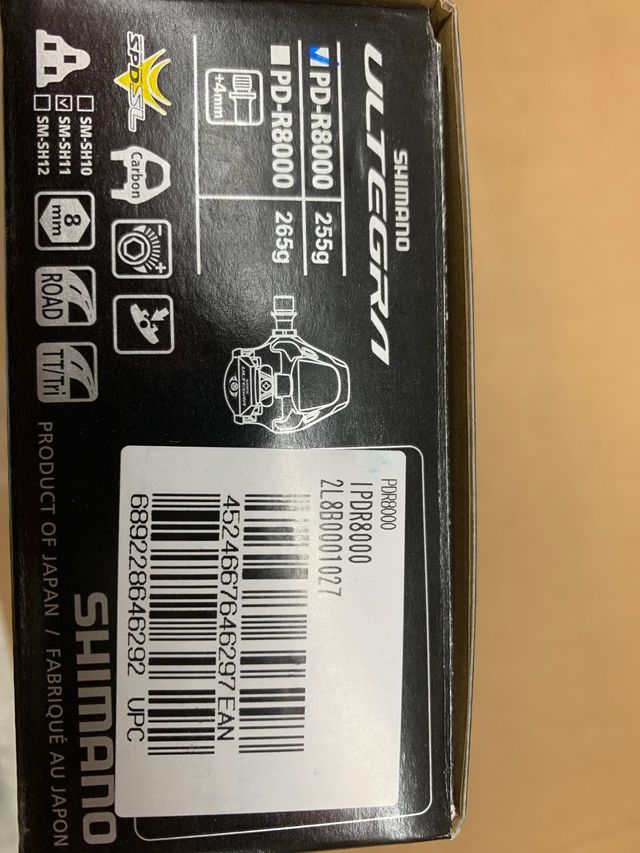 SHIMANO
ULTEGRA
PD-R8000 255g
PD-R8000 265g
+4mm
SPD-SL
Carbon
SM-SH10
SM-SH11
SM-SH12
8
mm
ROAD
TT/Tri
PDR8000
IPDR8000
2L8B0001027
4524667646297 EAN
689228646292 UPC
SHIMANO
PRODUCT OF JAPAN / FABRIQUÉ AU JAPON